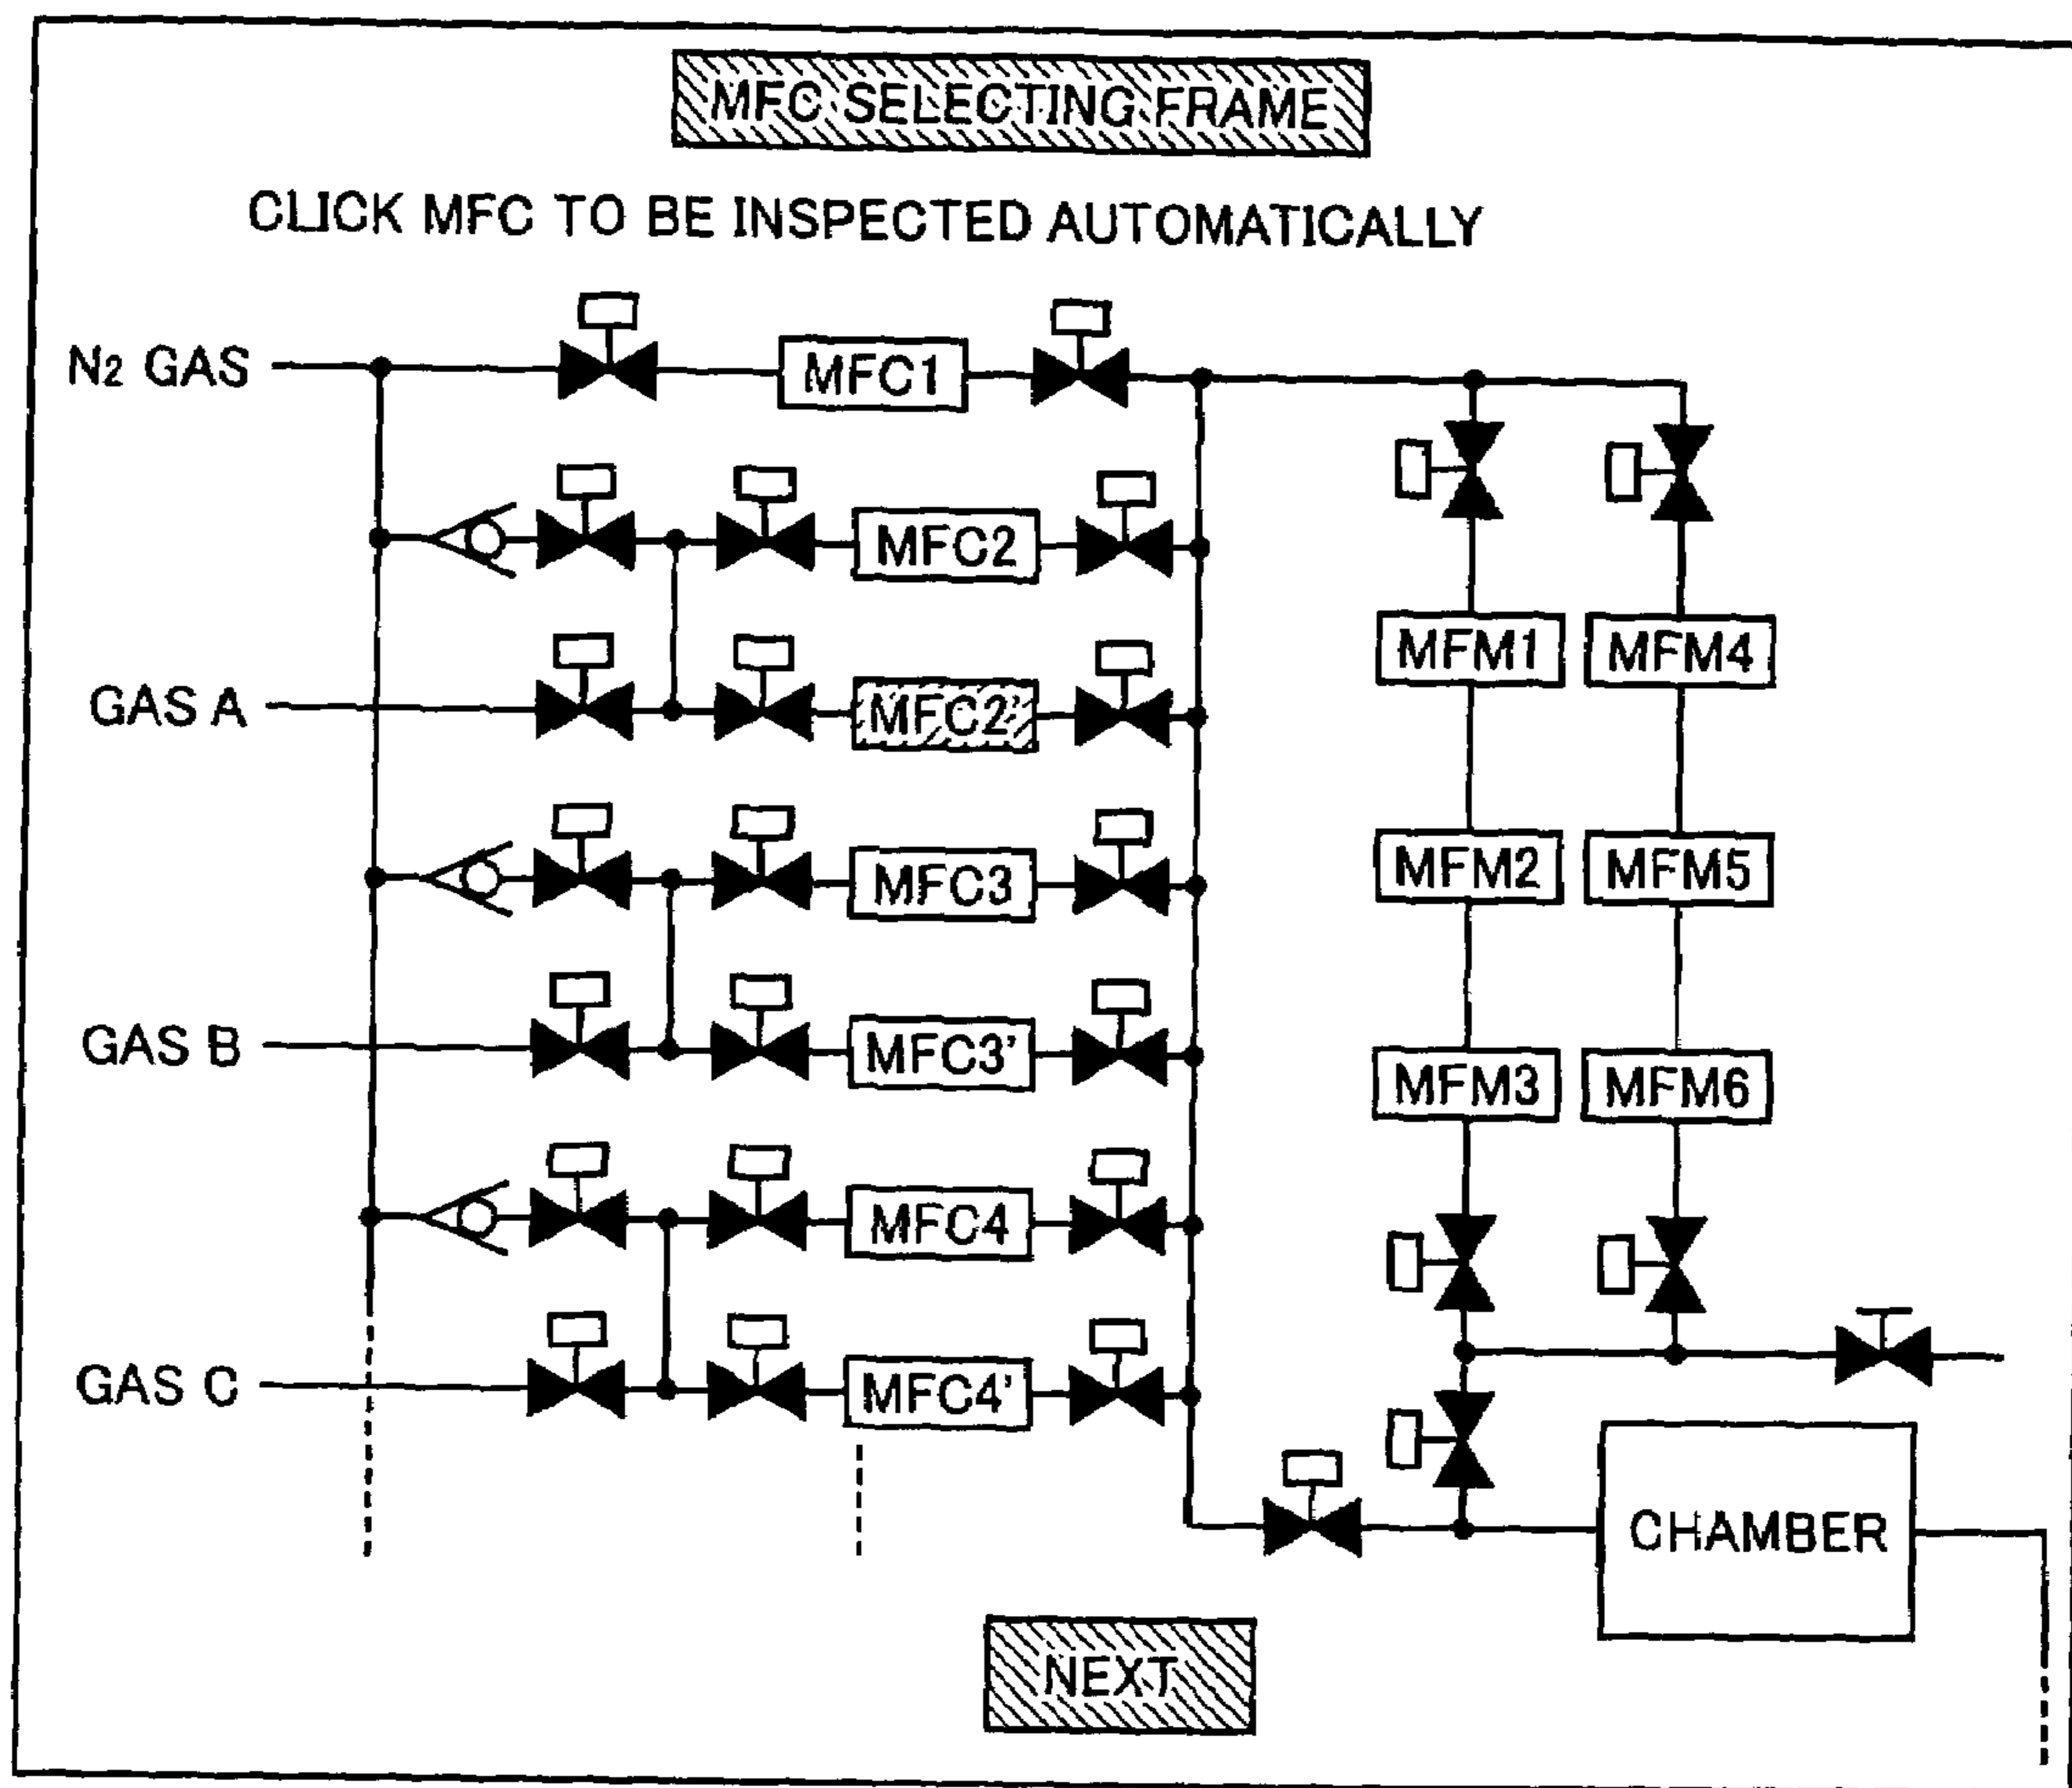 MFC SELECTING FRAME
CLICK MFC TO BE INSPECTED AUTOMATICALLY
N2 GAS
MFC1
MFC2
MFM1
MFM4
GAS A
MFC2'
MFC3
MFM2
MFM5
GAS B
MFC3'
MFM3
MFM6
MFC4
GAS C
MFC4'
CHAMBER
NEXT